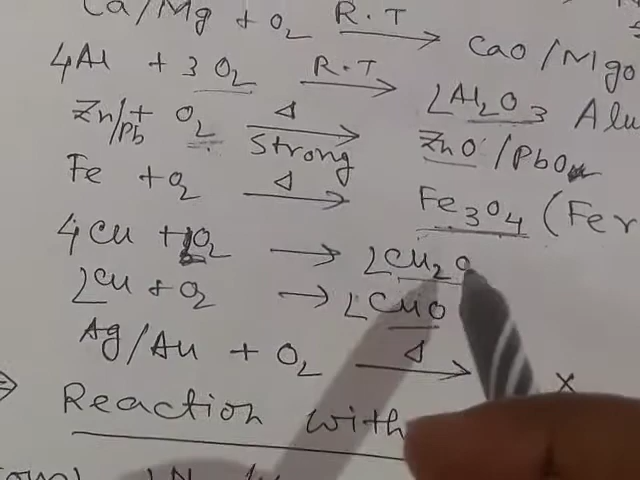 Ca/Mg + O2 R.T → CaO/MgO
4Al + 3O2 R.T → 2Al2O3 Alu
Zn/Pb + O2 Δ Strong → ZnO/PbO
Fe + O2 Δ → Fe3O4 (Fer
4Cu + O2 → 2Cu2O
2Cu + O2 → 2CuO
Ag/Au + O2 Δ → X
⇒ Reaction with